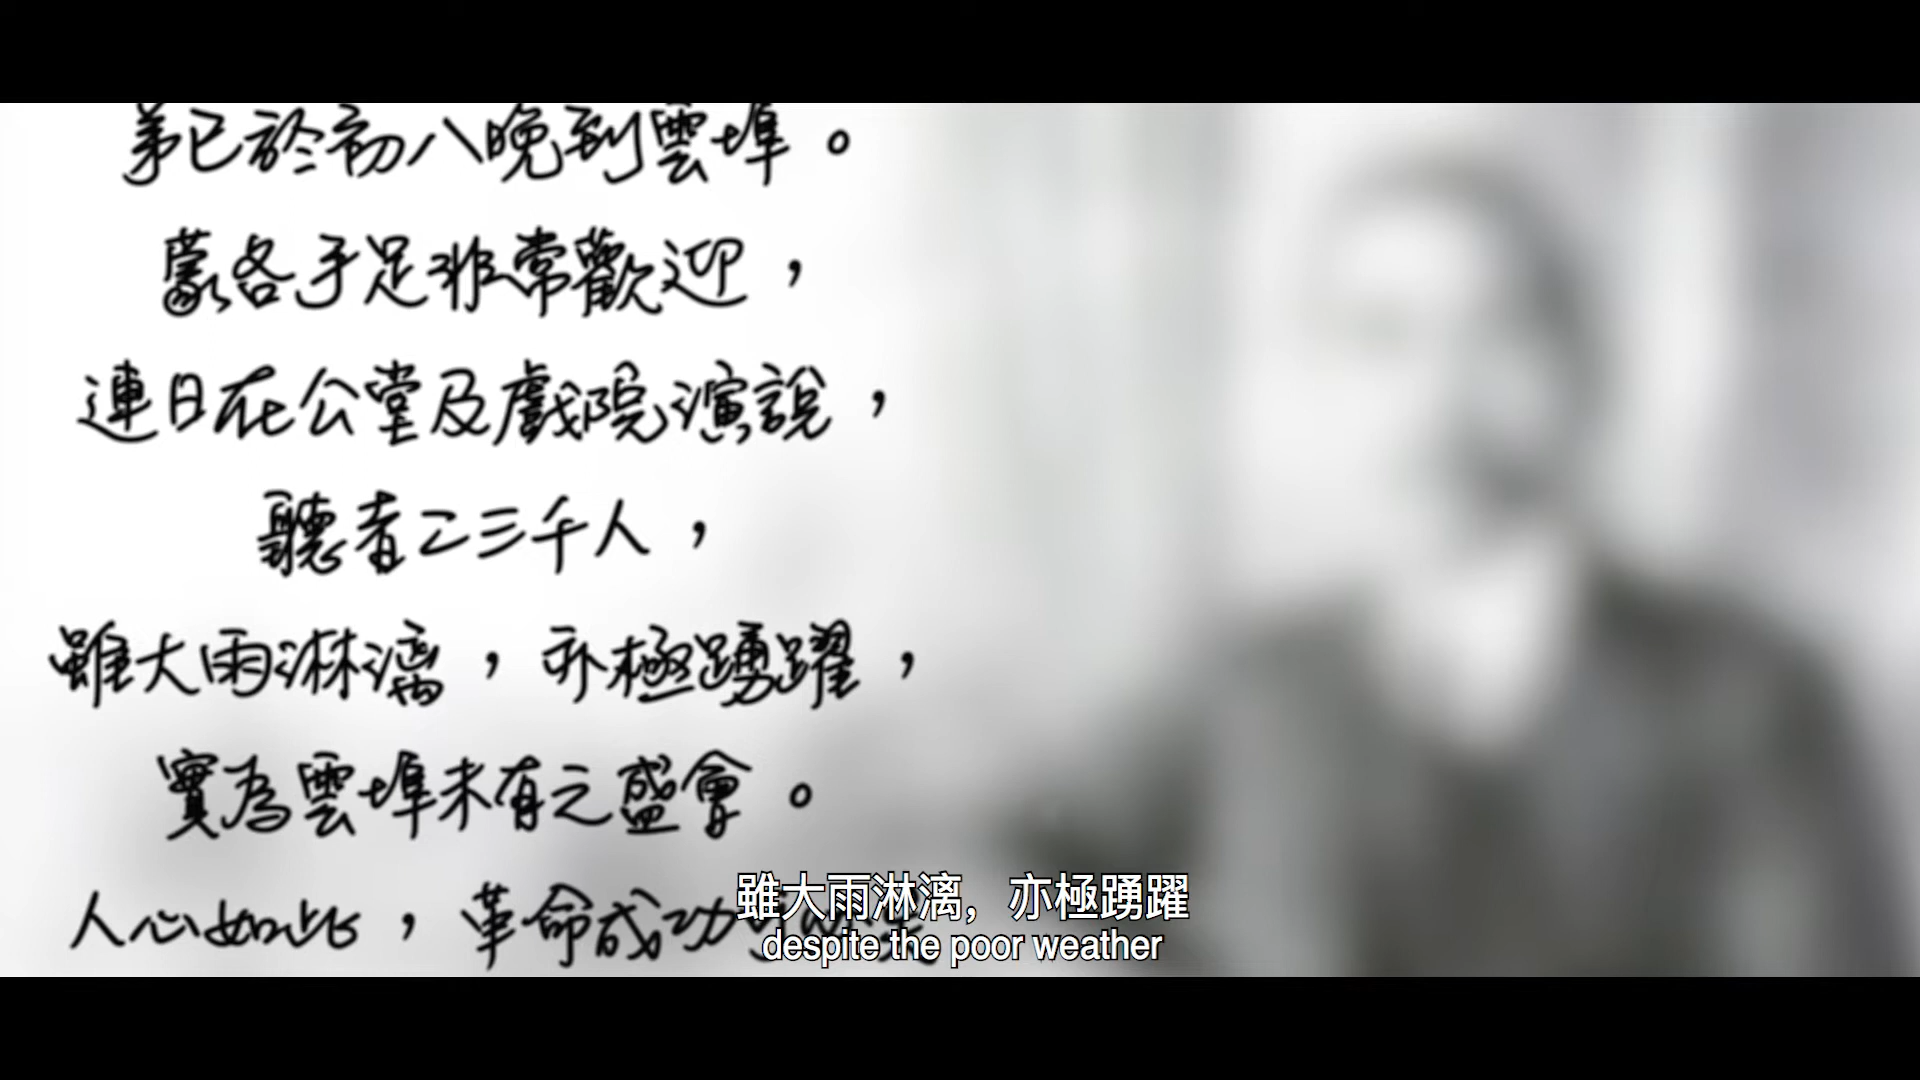 弟已於初八晚到雲埠。
蒙各手足非常歡迎，
連日在公堂及戲院演說，
聽者二三千人，
雖大雨淋漓，亦極踴躍，
實為雲埠未有之盛會。
人心如此，革命成功
雖大雨淋漓，亦極踴躍
despite the poor weather